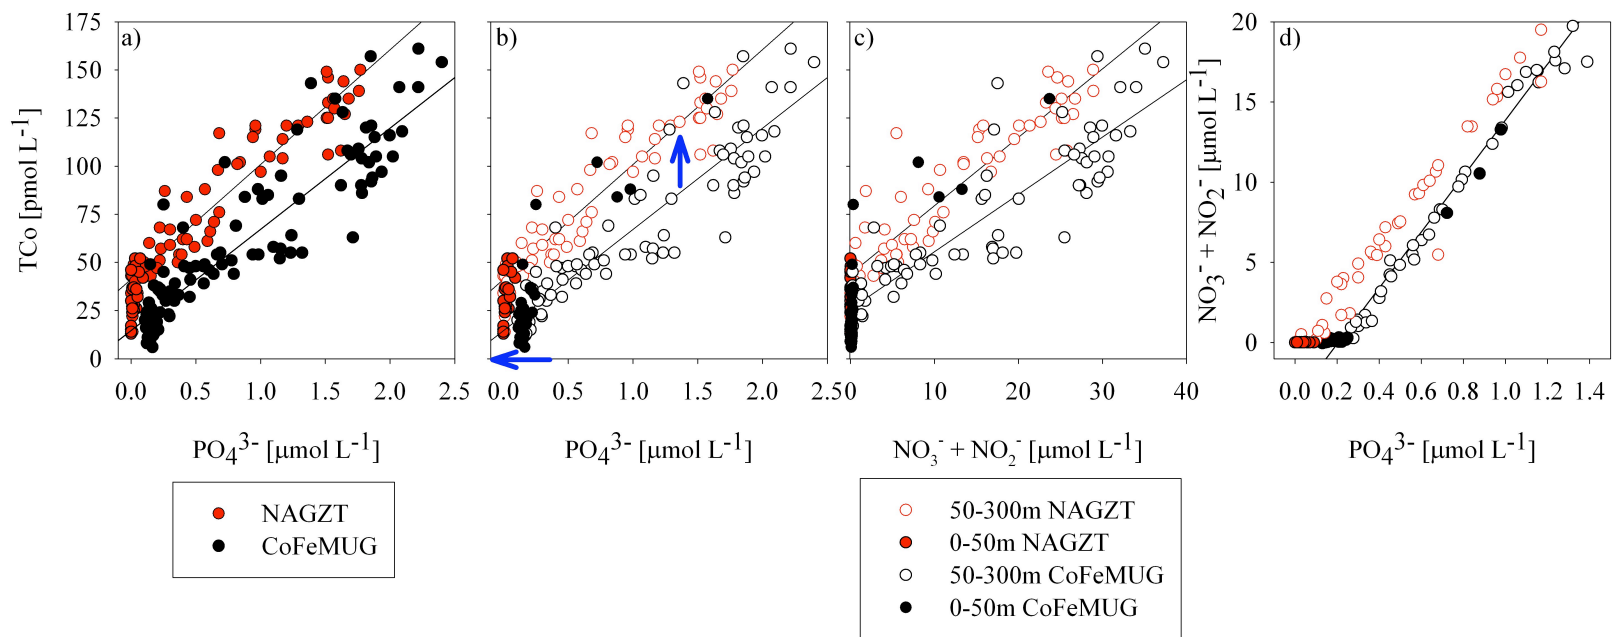 a)
b)
c)
d)
TCo [pmol L⁻¹]
175
150
125
100
75
50
25
0
0.0 0.5 1.0 1.5 2.0 2.5
PO₄³⁻ [μmol L⁻¹]
0.0 0.5 1.0 1.5 2.0 2.5
PO₄³⁻ [μmol L⁻¹]
0 10 20 30 40
NO₃⁻ + NO₂⁻ [μmol L⁻¹]
NO₃⁻ + NO₂⁻ [μmol L⁻¹]
20
15
10
5
0
0.0 0.2 0.4 0.6 0.8 1.0 1.2 1.4
PO₄³⁻ [μmol L⁻¹]
NAGZT
CoFeMUG
50-300m NAGZT
0-50m NAGZT
50-300m CoFeMUG
0-50m CoFeMUG